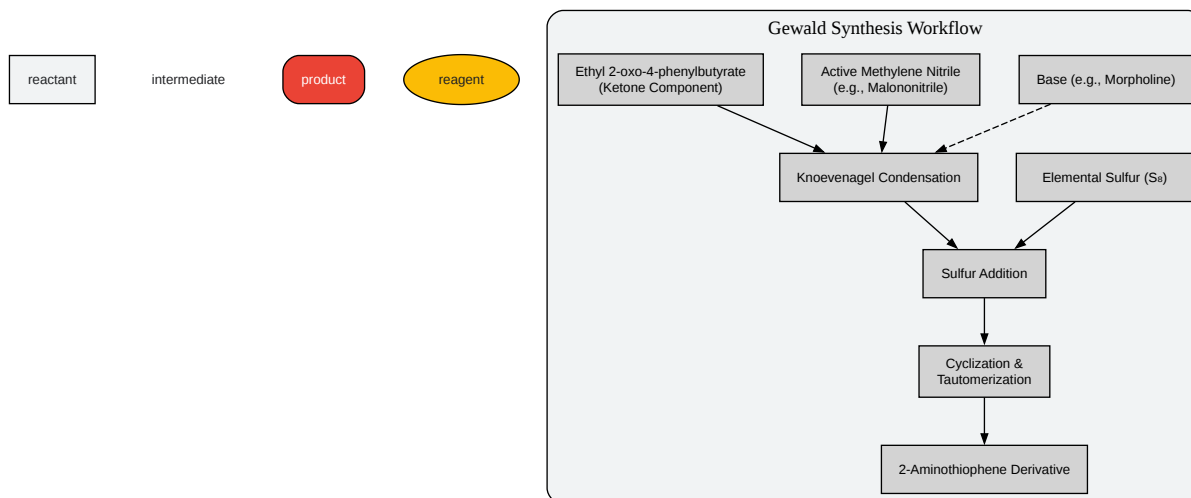 Gewald Synthesis Workflow
reactant
intermediate
product
reagent
Ethyl 2-oxo-4-phenylbutyrate
(Ketone Component)
Active Methylene Nitrile
(e.g., Malononitrile)
Base (e.g., Morpholine)
Knoevenagel Condensation
Elemental Sulfur (S₈)
Sulfur Addition
Cyclization &
Tautomerization
2-Aminothiophene Derivative